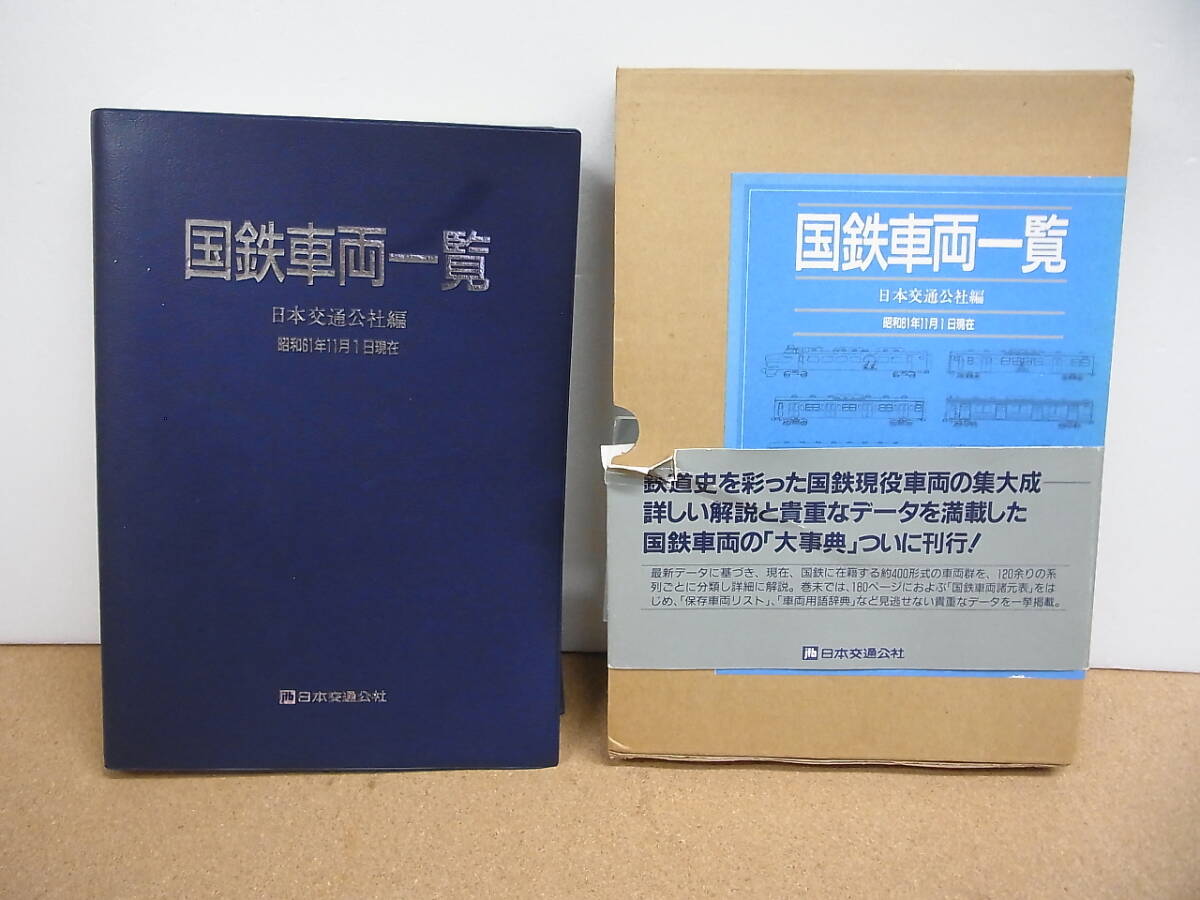 国鉄車両一覧
日本交通公社編
昭和61年11月1日現在
jtb 日本交通公社
国鉄車両一覧
日本交通公社編
昭和61年11月1日現在
鉄道史を彩った国鉄現役車両の集大成――
詳しい解説と貴重なデータを満載した
国鉄車両の「大事典」ついに刊行!
最新データに基づき、現在、国鉄に在籍する約400形式の車両群を、120余りの系
列ごとに分類し詳細に解説。巻末では、180ページにおよぶ「国鉄車両諸元表」をは
じめ、「保存車両リスト」、「車両用語辞典」など見逃せない貴重なデータを一挙掲載。
jtb 日本交通公社